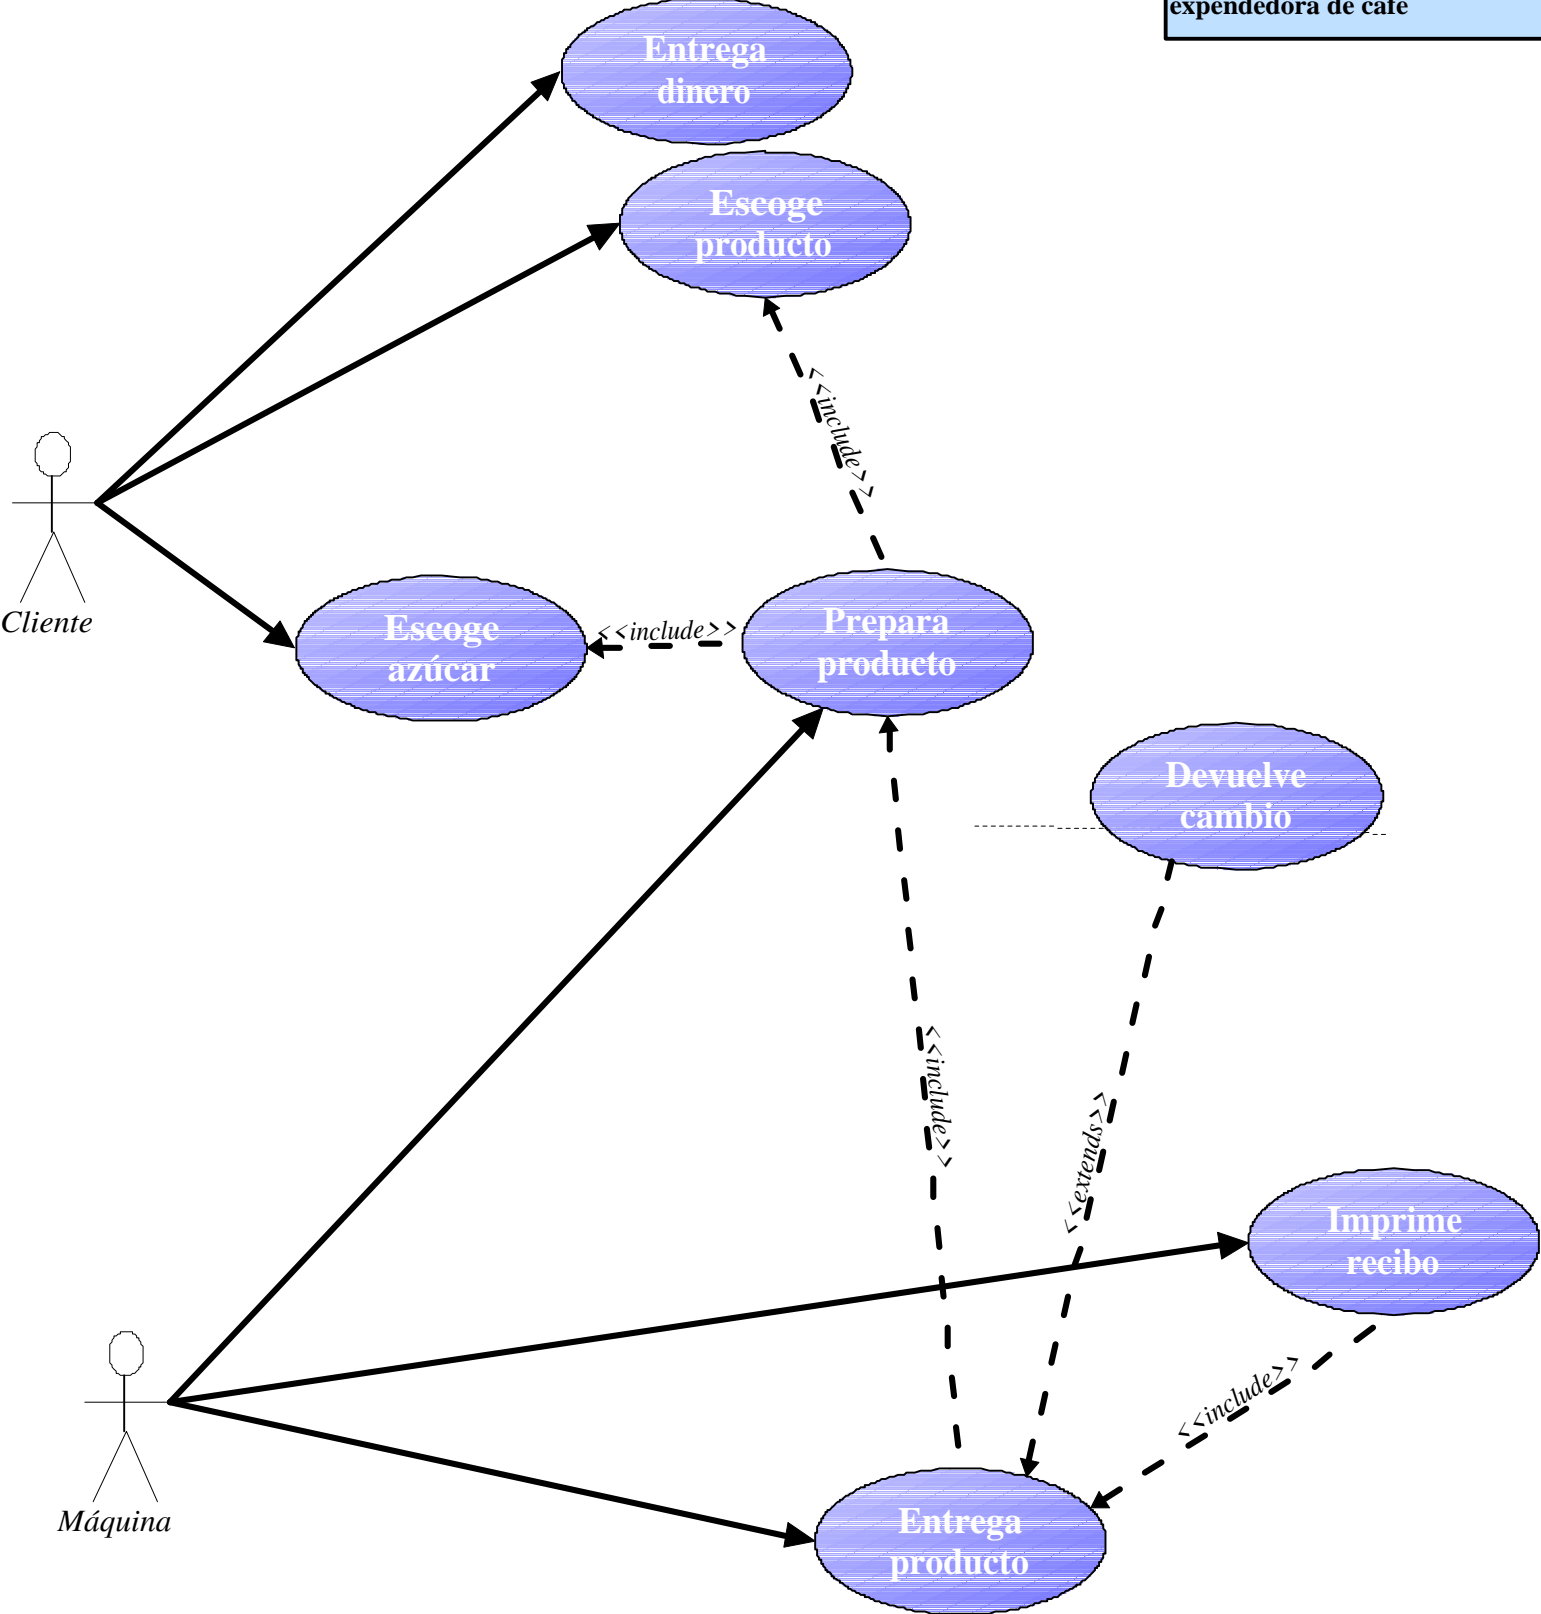 expendedora de café
Entrega
dinero
Escoge
producto
<<include>>
Cliente
Escoge
azúcar
<<include>>
Prepara
producto
Devuelve
cambio
<<include>>
<<extends>>
Imprime
recibo
<<include>>
Máquina
Entrega
producto